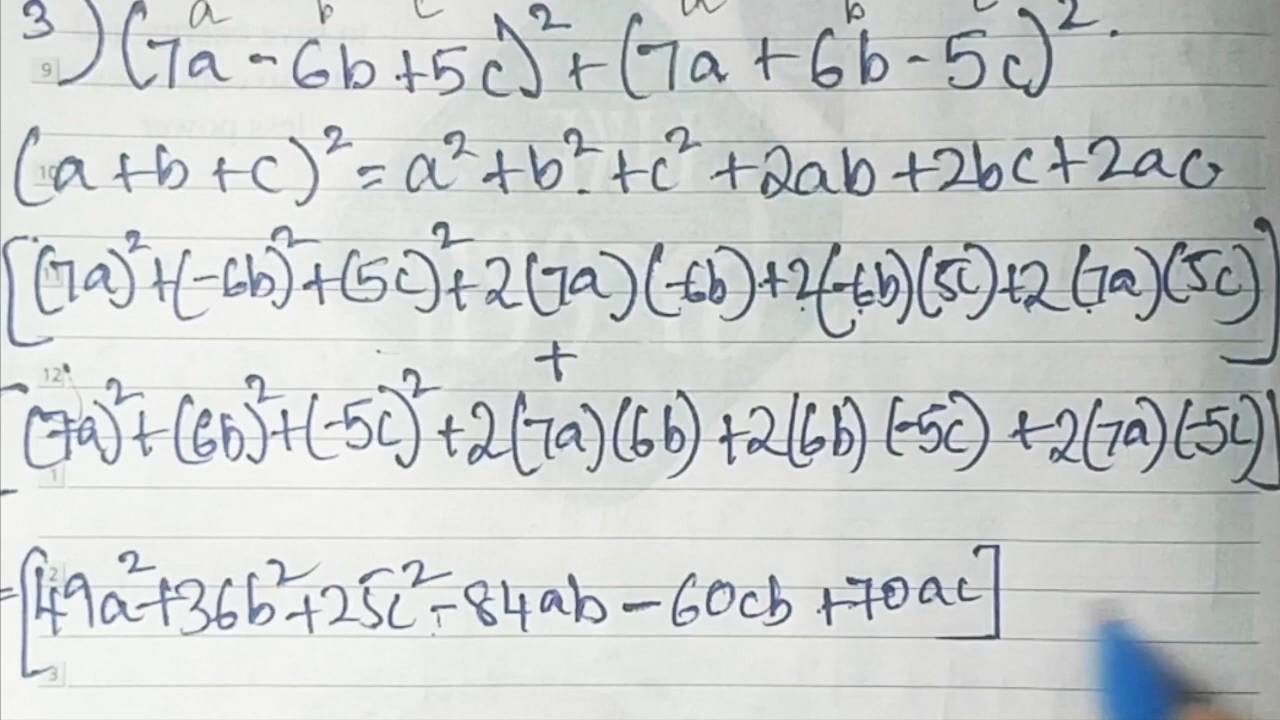 a b c a b c
3) (7a - 6b + 5c)² + (7a + 6b - 5c)².
(a + b + c)² = a² + b² + c² + 2ab + 2bc + 2ac
[(7a)² + (-6b)² + (5c)² + 2(7a)(-6b) + 2(-6b)(5c) + 2(7a)(5c)]
+
[(7a)² + (6b)² + (-5c)² + 2(7a)(6b) + 2(6b)(-5c) + 2(7a)(-5c)]
= [49a² + 36b² + 25c² - 84ab - 60cb + 70ac]